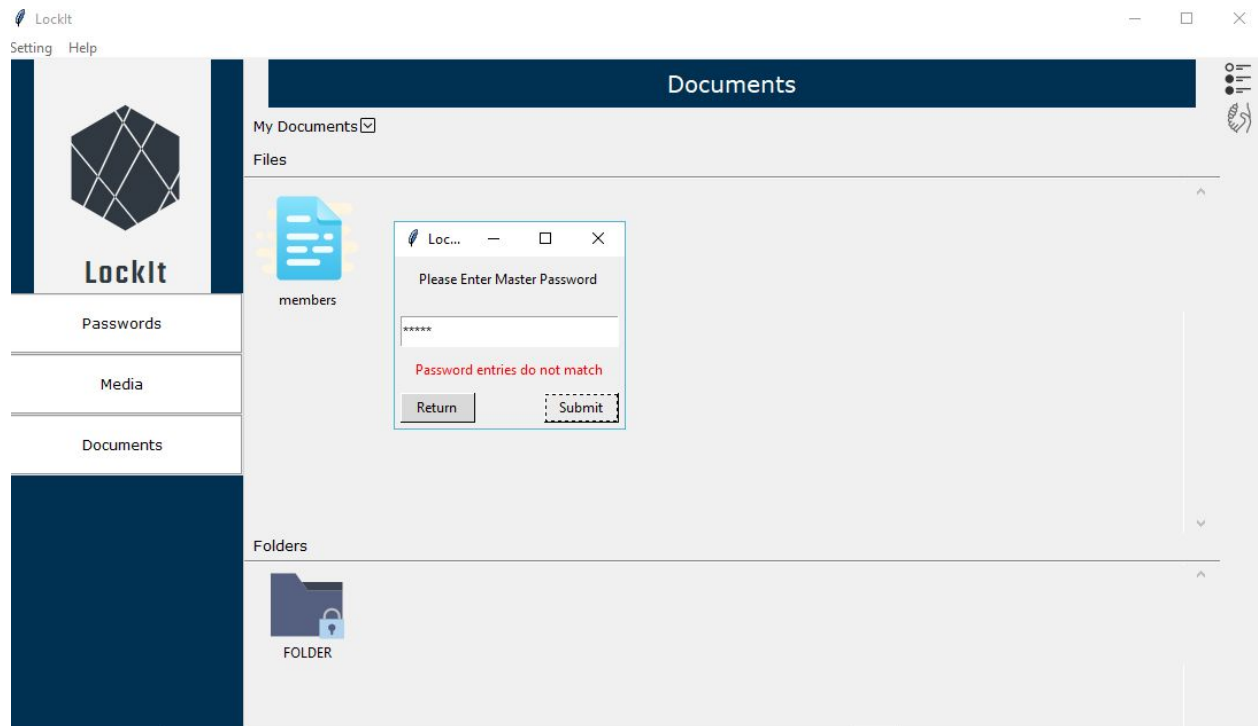 LockIt
Setting Help
Documents
My Documents
Files
LockIt
members
Loc...
Please Enter Master Password
*****
Password entries do not match
Return Submit
Passwords
Media
Documents
Folders
FOLDER